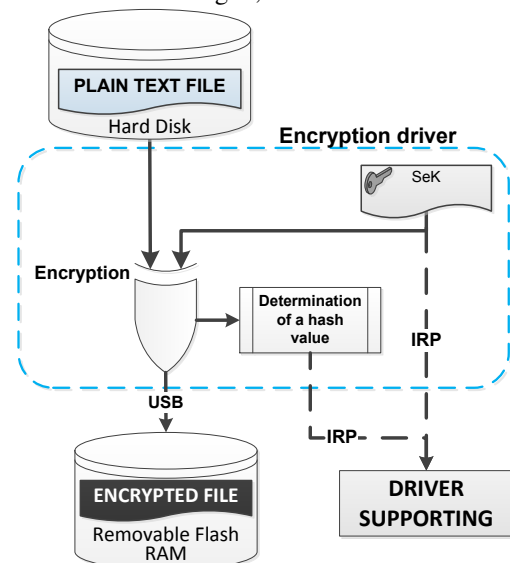 PLAIN TEXT FILE
Hard Disk
Encryption driver
SeK
Encryption
Determination
of a hash
value
IRP
USB
IRP
ENCRYPTED FILE
Removable Flash
RAM
DRIVER
SUPPORTING